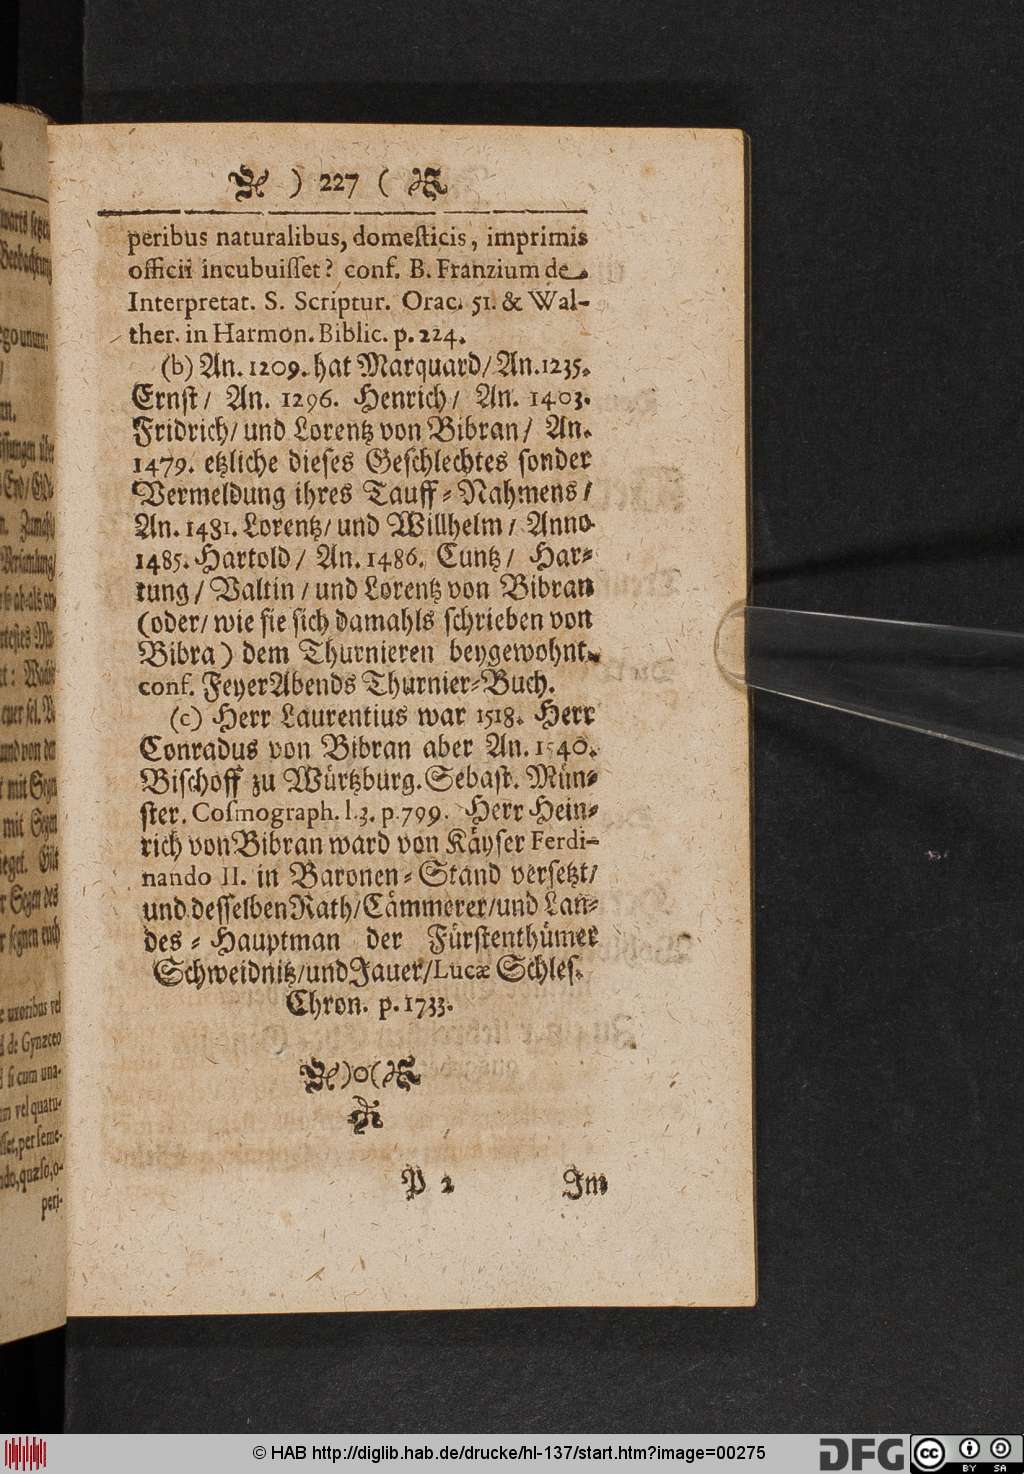 ) 227 (
peribus naturalibus, domesticis, imprimis
officii incubuisset? conf. B. Franzium de
Interpretat. S. Scriptur. Orac. 51. & Wal-
ther. in Harmon. Biblic. p. 224.
(b) An. 1209. hat Marquard/ An. 1235.
Ernst/ An. 1296. Henrich/ An. 1403.
Fridrich/ und Lorentz von Bibran/ An.
1479. etzliche dieses Geschlechtes sonder
Vermeldung ihres Tauff-Nahmens/
An. 1481. Lorentz/ und Willhelm/ Anno
1485. Hartold/ An. 1486. Cuntz/ Har-
tung/ Valtin/ und Lorentz von Bibran
(oder/ wie sie sich damahls schrieben von
Bibra) dem Thurnieren beygewohnt.
conf. FeyerAbends Thurnier-Buch.
(c) Herr Laurentius war 1518. Herr
Conradus von Bibran aber An. 1540.
Bischoff zu Würtzburg. Sebast. Mün-
ster. Cosmograph. l.3. p.799. Herr Hein-
rich von Bibran ward von Käyser Ferdi-
nando II. in Baronen-Stand versetzt/
und desselben Rath/ Cämmerer/ und Lan-
des-Hauptman der Fürstenthümer
Schweidnitz/ und Jauer/ Lucæ Schles.
Chron. p. 1733.
)o(
P 2 Im
© HAB http://diglib.hab.de/drucke/hl-137/start.htm?image=00275
DFG
cc BY SA